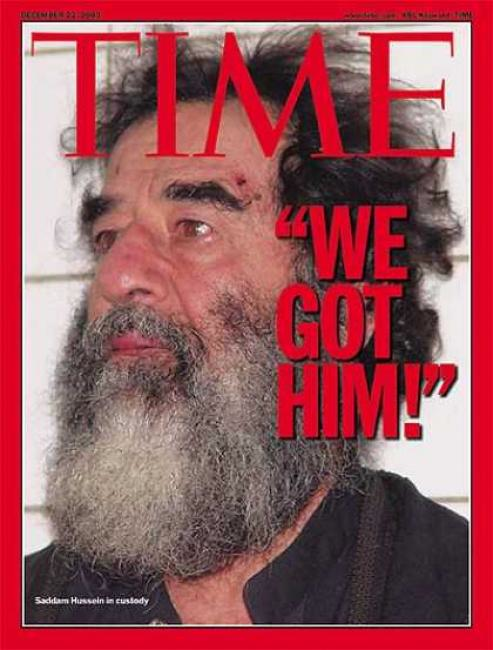 DECEMBER 22, 2003
TIME
“WE
GOT
HIM!”
Saddam Hussein in custody